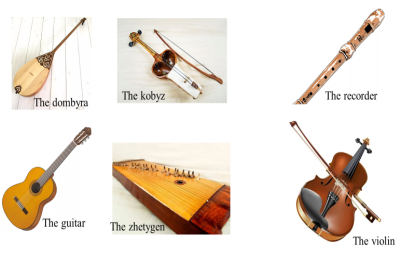 The dombyra
The kobyz
The recorder
The guitar
The zhetygen
The violin